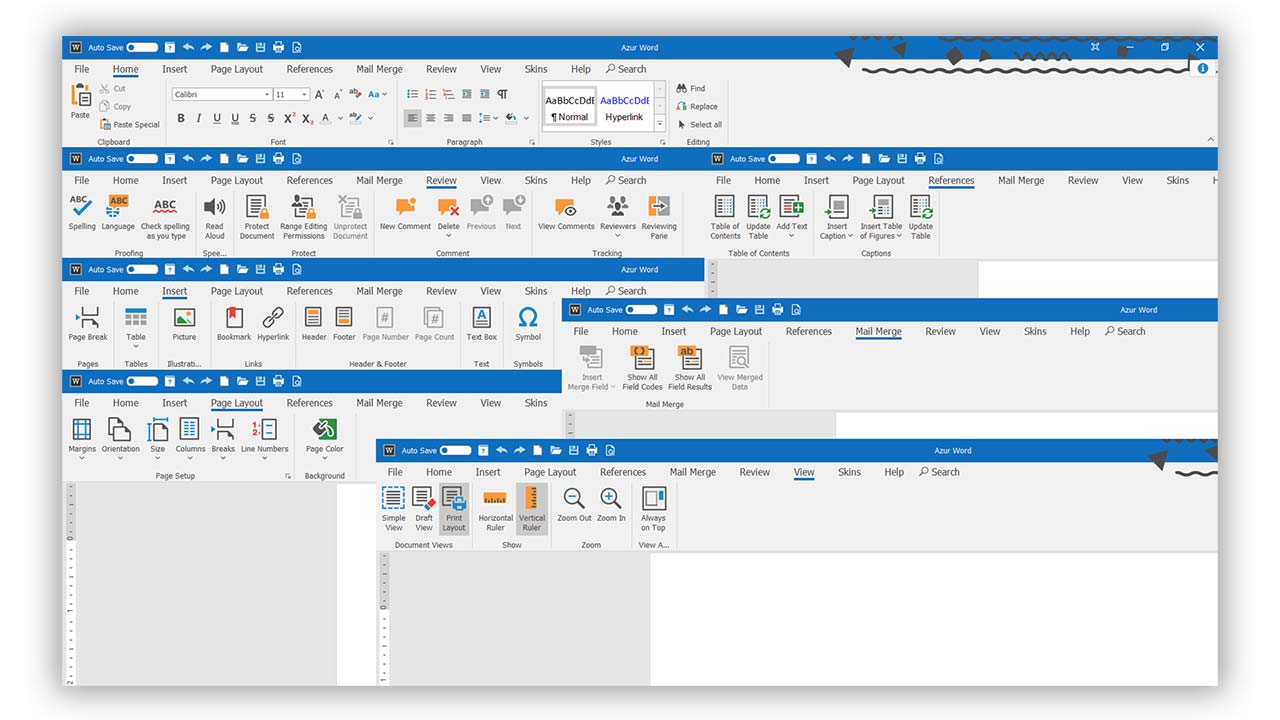 W Auto Save Azur Word
File Home Insert Page Layout References Mail Merge Review View Skins Help Search
Paste Cut Copy Paste Special
Calibri 11
AaBbCcDdE AaBbCcDdE
¶ Normal Hyperlink
Find
Replace
Select all
Clipboard Font Paragraph Styles Editing
W Auto Save Azur Word
File Home Insert Page Layout References Mail Merge Review View Skins Help Search
Spelling Language Check spelling as you type Read Aloud Protect Document Range Editing Permissions Unprotect Document New Comment Delete Previous Next View Comments Reviewers Reviewing Pane
Proofing Spee... Protect Comment Tracking
W Auto Save
File Home Insert Page Layout References Mail Merge Review View Skins H
Table of Contents Update Table Add Text Insert Caption Insert Table of Figures Update Table
Table of Contents Captions
W Auto Save Azur Word
File Home Insert Page Layout References Mail Merge Review View Skins Help Search
Page Break Table Picture Bookmark Hyperlink Header Footer Page Number Page Count Text Box Symbol
Pages Tables Illustrati... Links Header & Footer Text Symbols
W Auto Save Azur Word
File Home Insert Page Layout References Mail Merge Review View Skins Help Search
Insert Merge Field Show All Field Codes Show All Field Results View Merged Data
Mail Merge
W Auto Save
File Home Insert Page Layout References Mail Merge Review View Skins
Margins Orientation Size Columns Breaks Line Numbers Page Color
Page Setup Background
W Auto Save Azur Word
File Home Insert Page Layout References Mail Merge Review View Skins Help Search
Simple View Draft View Print Layout Horizontal Ruler Vertical Ruler Zoom Out Zoom In Always on Top
Document Views Show Zoom View A...